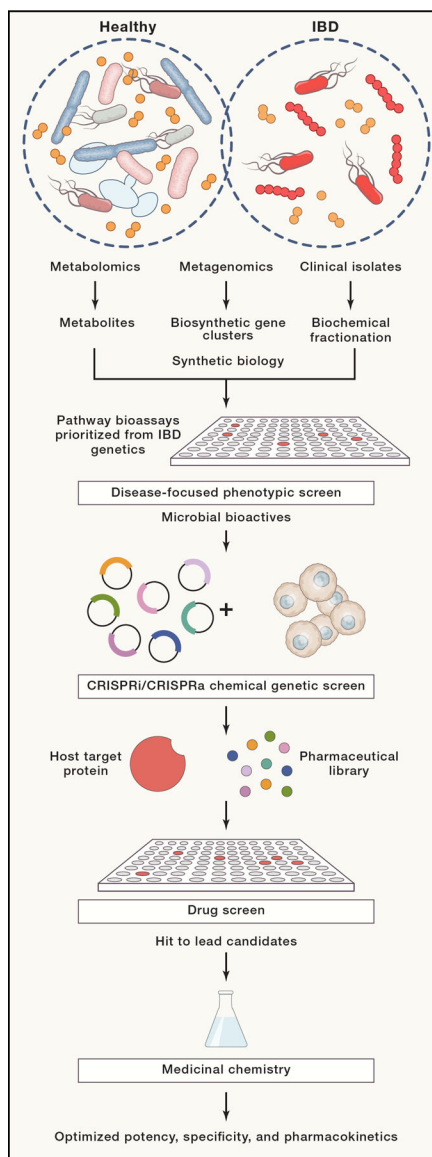 Healthy
IBD
Metabolomics
Metagenomics
Clinical isolates
Metabolites
Biosynthetic gene
clusters
Biochemical
fractionation
Synthetic biology
Pathway bioassays
prioritized from IBD
genetics
Disease-focused phenotypic screen
Microbial bioactives
+
CRISPRi/CRISPRa chemical genetic screen
Host target
protein
Pharmaceutical
library
Drug screen
Hit to lead candidates
Medicinal chemistry
Optimized potency, specificity, and pharmacokinetics